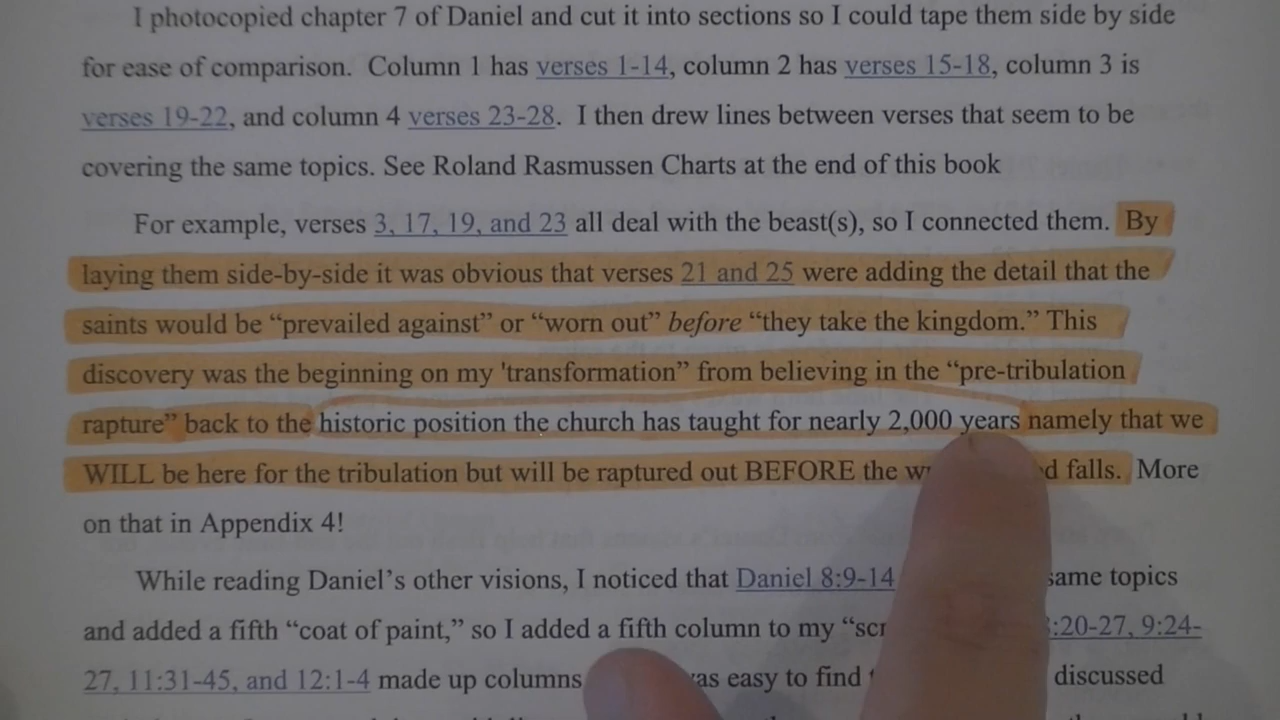 I photocopied chapter 7 of Daniel and cut it into sections so I could tape them side by side
for ease of comparison. Column 1 has verses 1-14, column 2 has verses 15-18, column 3 is
verses 19-22, and column 4 verses 23-28. I then drew lines between verses that seem to be
covering the same topics. See Roland Rasmussen Charts at the end of this book
For example, verses 3, 17, 19, and 23 all deal with the beast(s), so I connected them. By
laying them side-by-side it was obvious that verses 21 and 25 were adding the detail that the
saints would be “prevailed against” or “worn out” before “they take the kingdom.” This
discovery was the beginning on my 'transformation” from believing in the “pre-tribulation
rapture” back to the historic position the church has taught for nearly 2,000 years namely that we
WILL be here for the tribulation but will be raptured out BEFORE the falls. More
on that in Appendix 4!
While reading Daniel’s other visions, I noticed that Daniel 8:9-14 same topics
and added a fifth “coat of paint,” so I added a fifth column to my :20-27, 9:24-
27, 11:31-45, and 12:1-4 made up columns was easy to find discussed